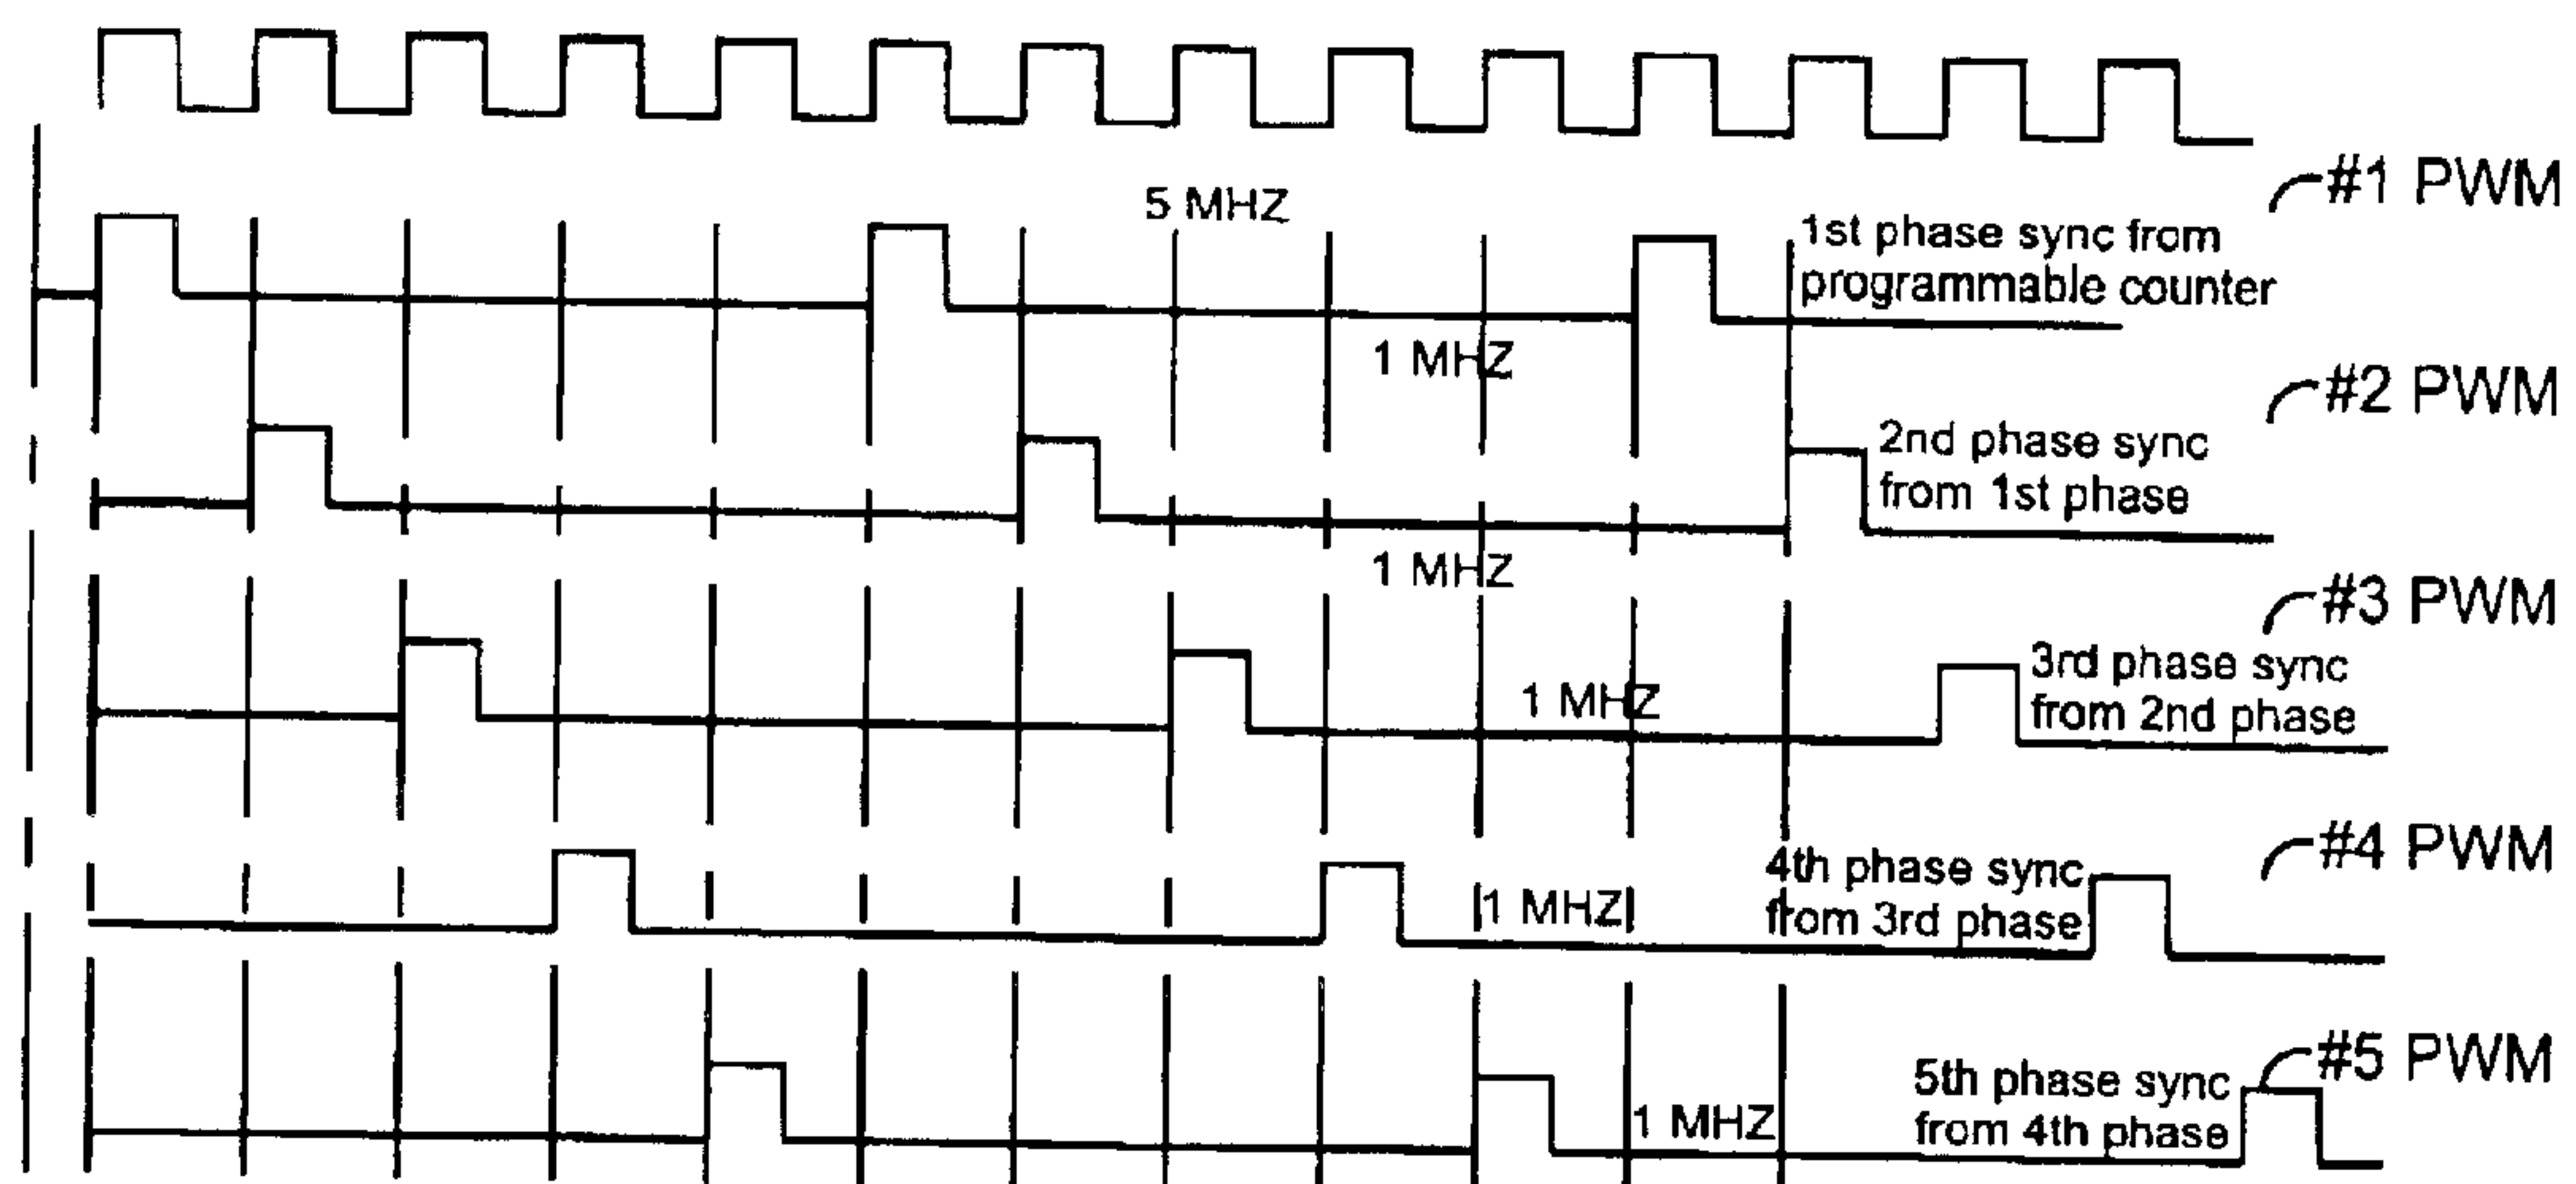 #1 PWM
5 MHZ
1st phase sync from
programmable counter
1 MHZ
#2 PWM
2nd phase sync
from 1st phase
1 MHZ
#3 PWM
3rd phase sync
from 2nd phase
1 MHZ
#4 PWM
4th phase sync
from 3rd phase
1 MHZ
#5 PWM
5th phase sync
from 4th phase
1 MHZ